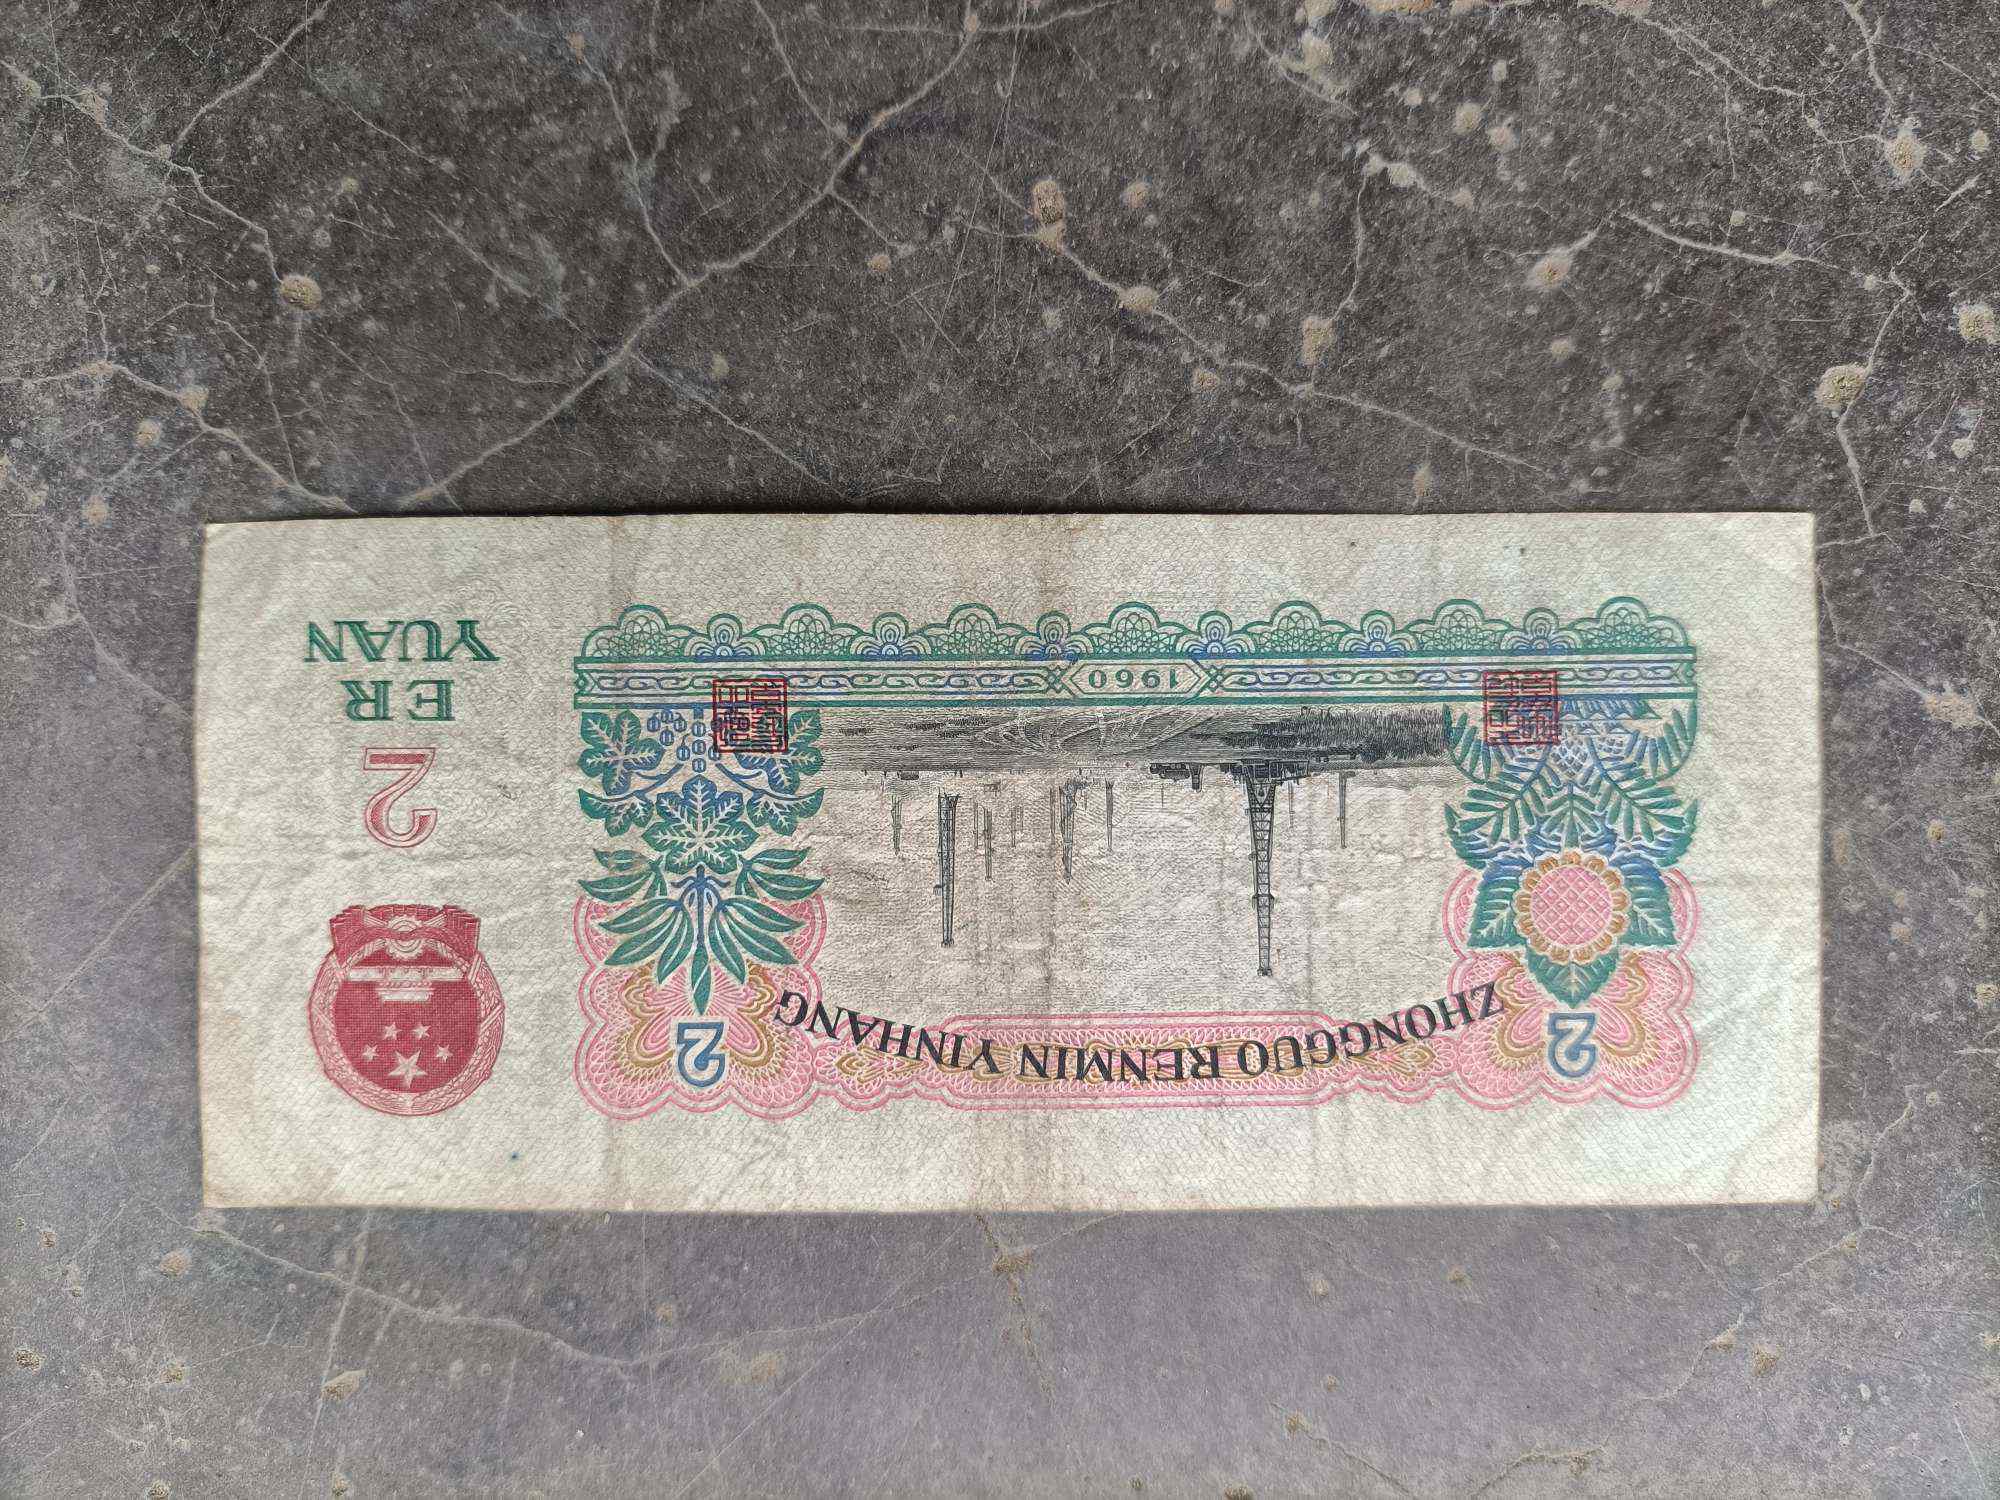 ZHONGGUO RENMIN YINHANG
2
2
1960
2
ER
YUAN